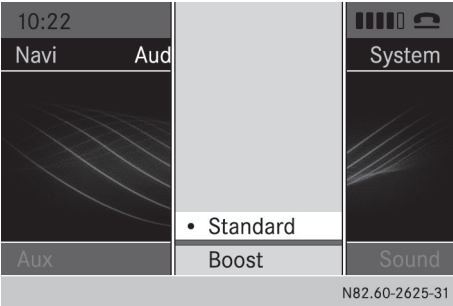 10:22
Navi Aud System
• Standard
Aux Boost Sound
N82.60-2625-31